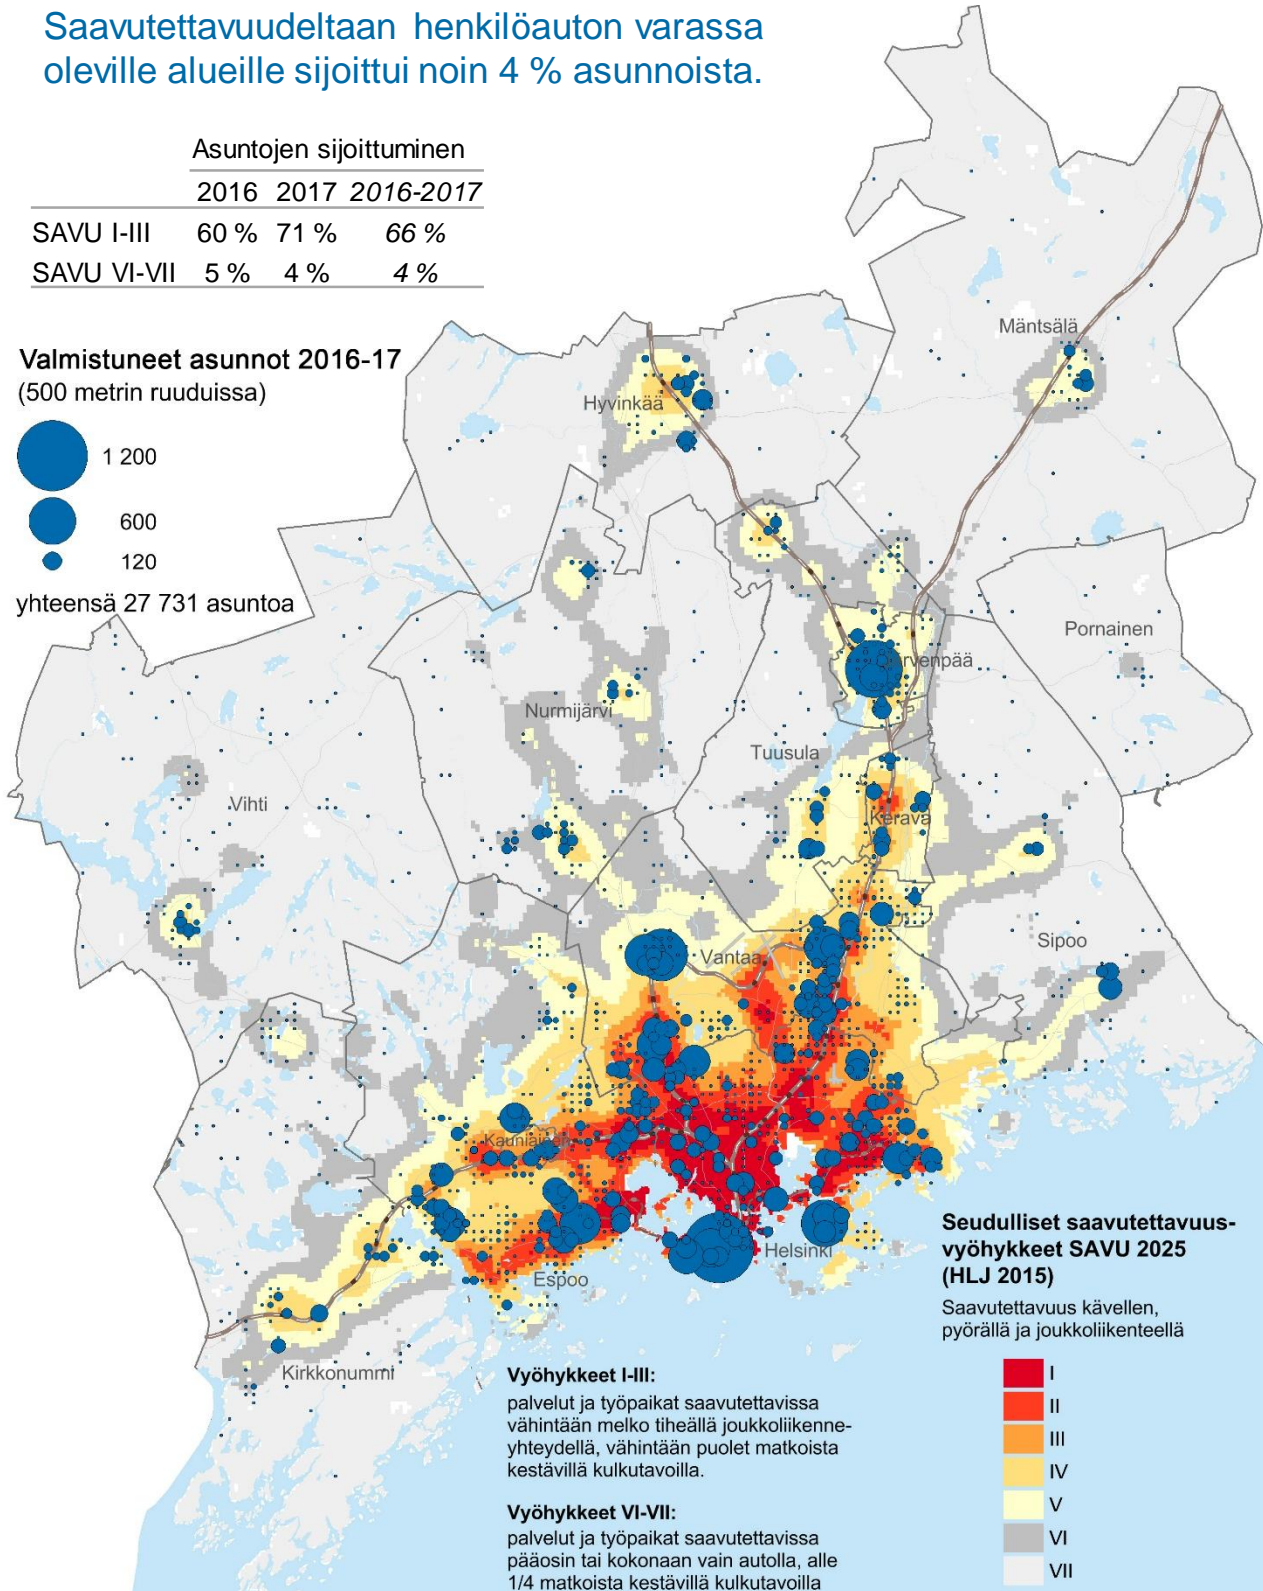 Saavutettavuudeltaan henkilöauton varassa
oleville alueille sijoittui noin 4 % asunnoista.
Asuntojen sijoittuminen
2016 2017 2016-2017
SAVU I-III 60 % 71 % 66 %
SAVU VI-VII 5 % 4 % 4 %
Valmistuneet asunnot 2016-17
(500 metrin ruuduissa)
1 200
600
120
yhteensä 27 731 asuntoa
Mäntsälä
Hyvinkää
Pornainen
Järvenpää
Nurmijärvi
Tuusula
Vihti
Kerava
Sipoo
Vantaa
Kauniainen
Helsinki
Espoo
Kirkkonummi
Vyöhykkeet I-III:
palvelut ja työpaikat saavutettavissa
vähintään melko tiheällä joukkoliikenne-
yhteydellä, vähintään puolet matkoista
kestävillä kulkutavoilla.
Vyöhykkeet VI-VII:
palvelut ja työpaikat saavutettavissa
pääosin tai kokonaan vain autolla, alle
1/4 matkoista kestävillä kulkutavoilla
Seudulliset saavutettavuus-
vyöhykkeet SAVU 2025
(HLJ 2015)
Saavutettavuus kävellen,
pyörällä ja joukkoliikenteellä
I
II
III
IV
V
VI
VII